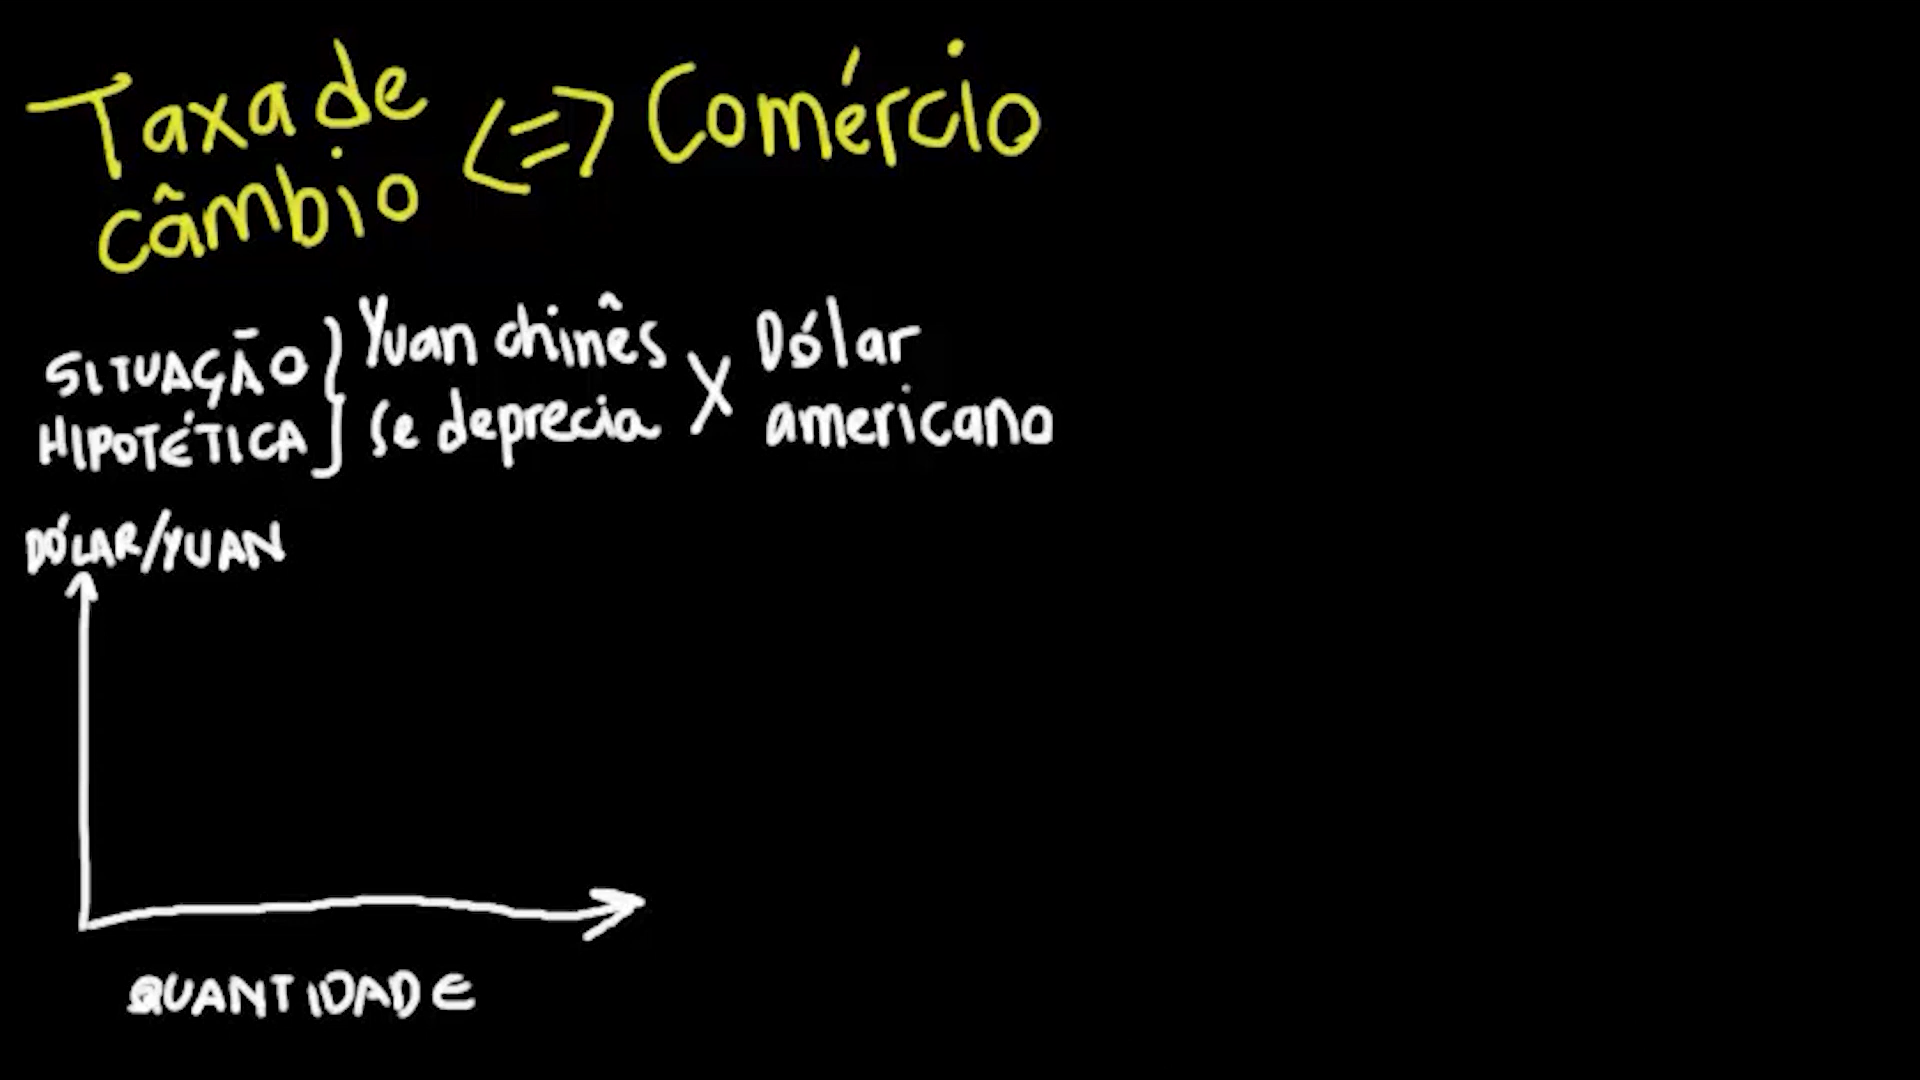 Taxa de
câmbio <=> Comércio
SITUAÇÃO } Yuan chinês X Dólar
HIPOTÉTICA se deprecia americano
DÓLAR/YUAN
QUANTIDADE